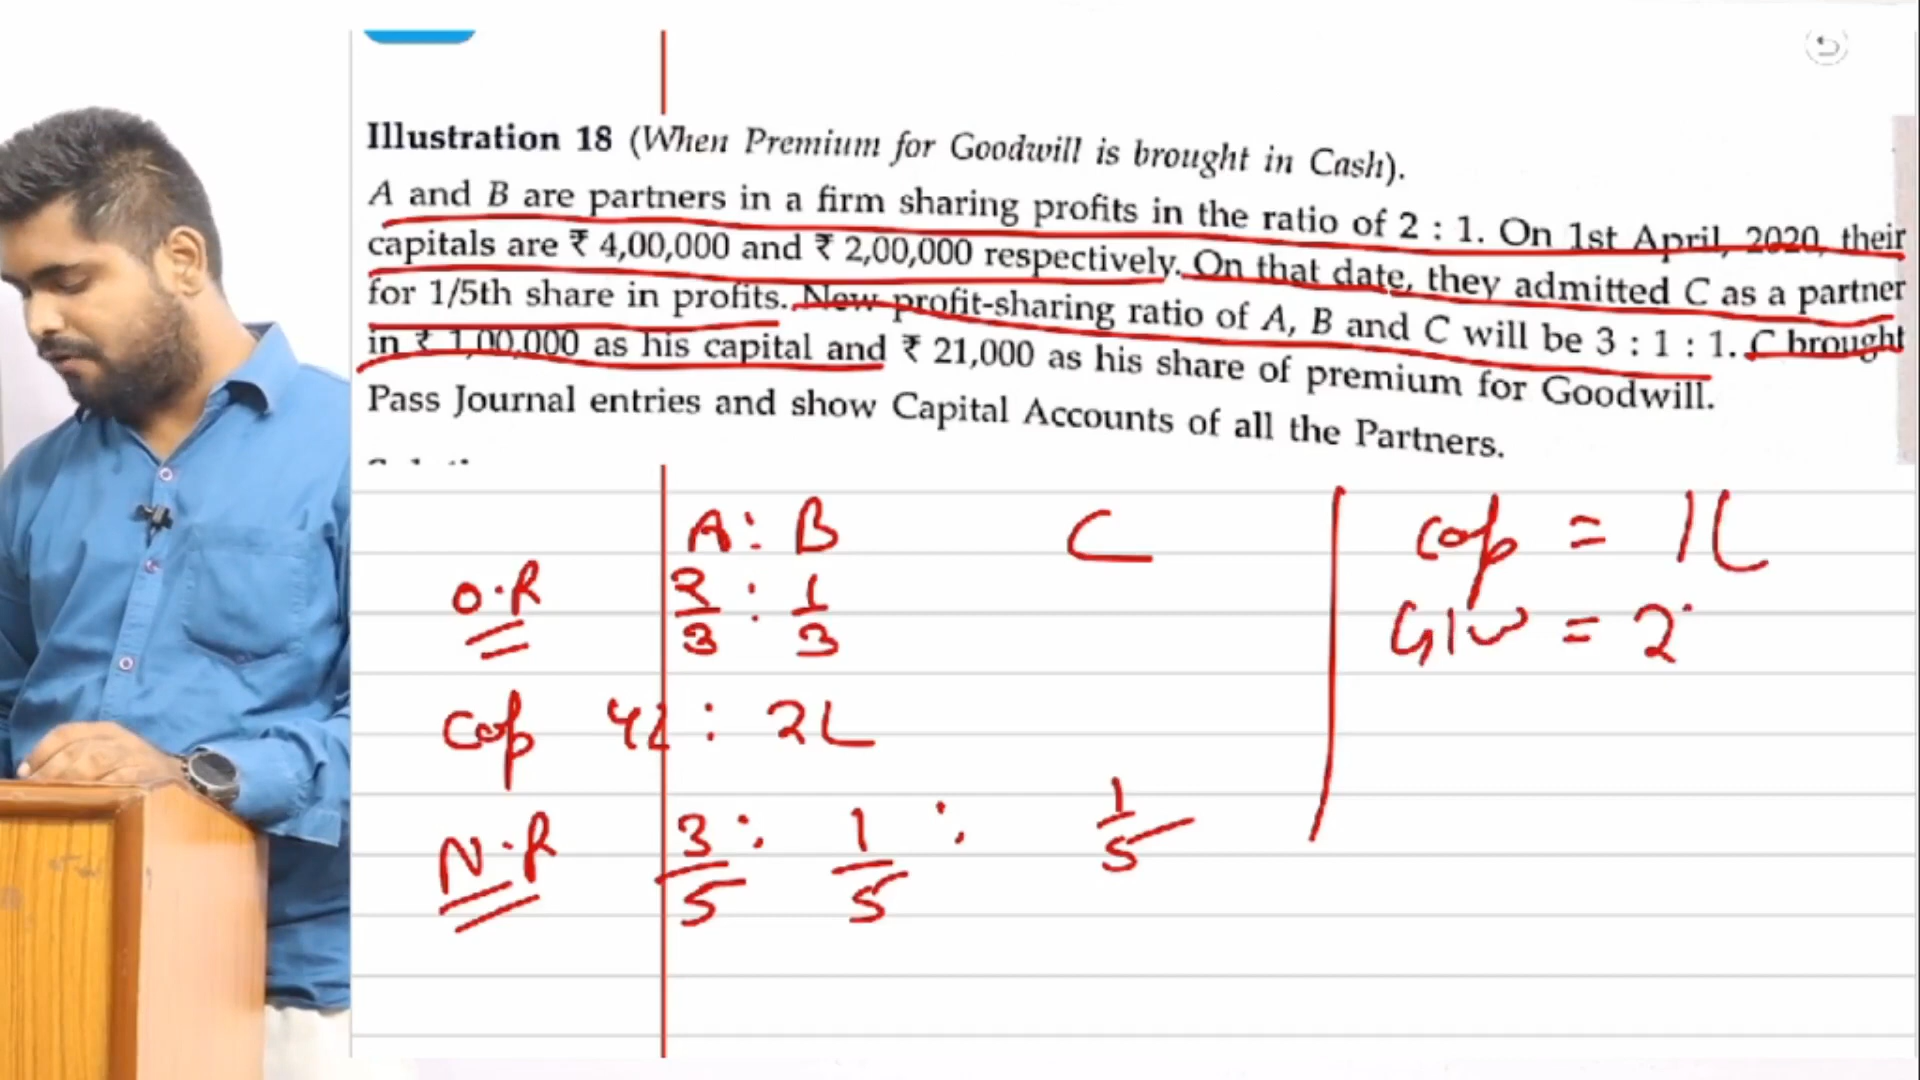 Illustration 18 (When Premium for Goodwill is brought in Cash).
A and B are partners in a firm sharing profits in the ratio of 2 : 1. On 1st April, 2020, their
capitals are ₹ 4,00,000 and ₹ 2,00,000 respectively. On that date, they admitted C as a partner
for 1/5th share in profits. New profit-sharing ratio of A, B and C will be 3 : 1 : 1. C brought
in ₹ 1,00,000 as his capital and ₹ 21,000 as his share of premium for Goodwill.
Pass Journal entries and show Capital Accounts of all the Partners.
A : B C
O.R 2/3 : 1/3
Cap 4L : 2L
N.R 3/5 : 1/5 : 1/5
Cap = 1L
G/w = 2